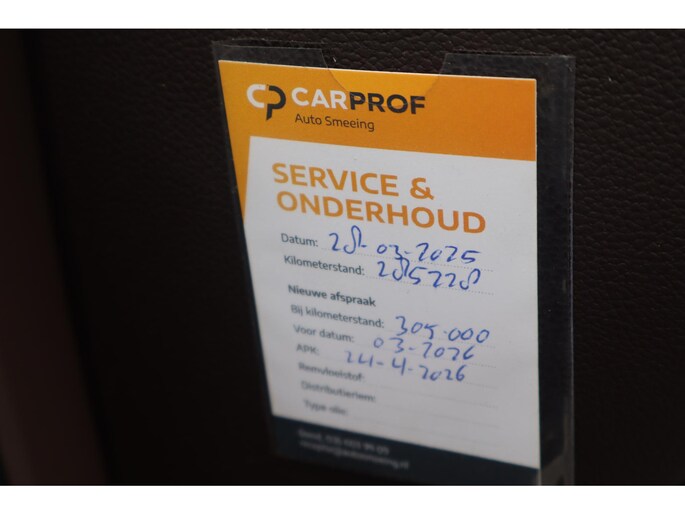 CARPROF
Auto Smeeing
SERVICE &
ONDERHOUD
Datum: 28-03-2025
Kilometerstand: 285228
Nieuwe afspraak
Bij kilometerstand: 305.000
Voor datum: 03-2026
APK: 24-4-2026
Remvloeistof:
Distributieriem:
Type olie: